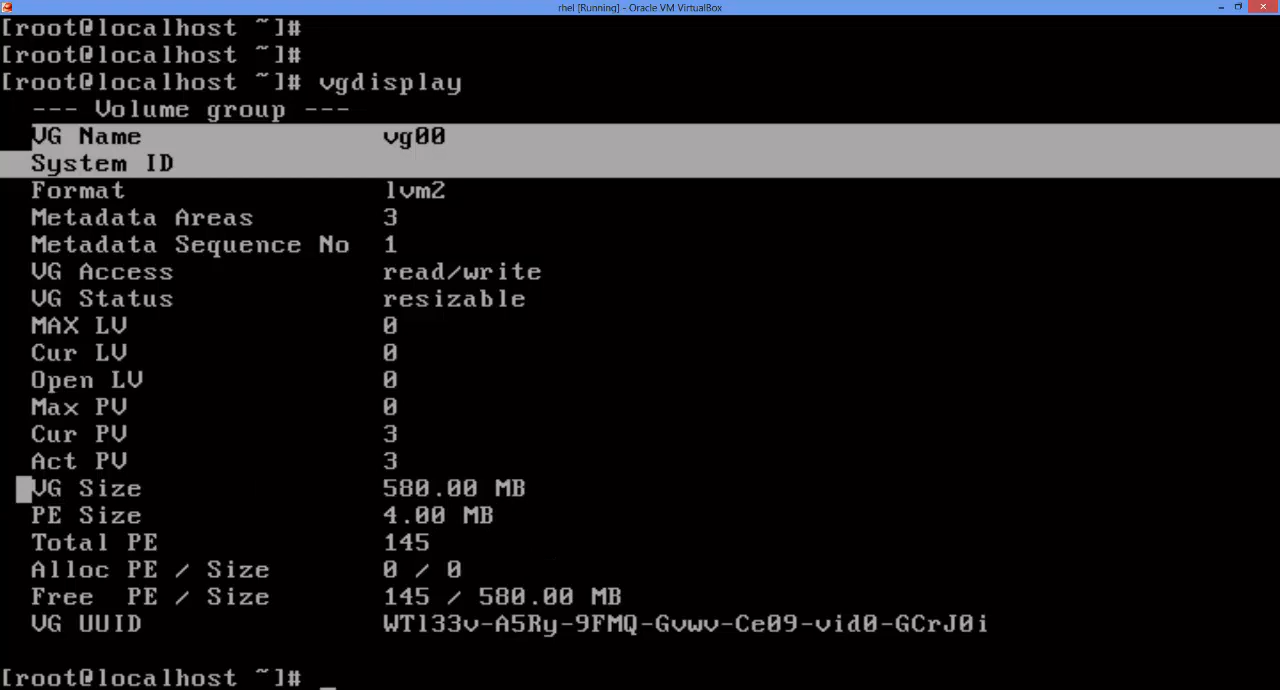 rhel [Running] - Oracle VM VirtualBox
[root@localhost ~]#
[root@localhost ~]#
[root@localhost ~]# vgdisplay
--- Volume group ---
VG Name vg00
System ID
Format lvm2
Metadata Areas 3
Metadata Sequence No 1
VG Access read/write
VG Status resizable
MAX LV 0
Cur LV 0
Open LV 0
Max PV 0
Cur PV 3
Act PV 3
VG Size 580.00 MB
PE Size 4.00 MB
Total PE 145
Alloc PE / Size 0 / 0
Free  PE / Size 145 / 580.00 MB
VG UUID WTl33v-A5Ry-9FMQ-Gvwv-Ce09-vid0-GCrJ0i
[root@localhost ~]# _